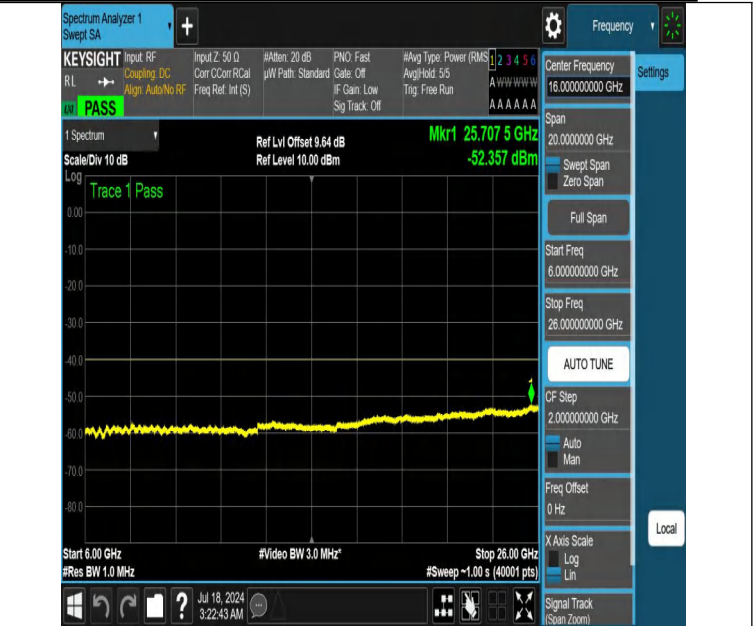 Spectrum Analyzer 1
Swept SA
+
Frequency
KEYSIGHT
RL
PASS
Input: RF
Coupling: DC
Align: Auto/No RF
Input Z: 50 Ω
Corr CCorr RCal
Freq Ref: Int (S)
#Atten: 20 dB
µW Path: Standard
PNO: Fast
Gate: Off
IF Gain: Low
Sig Track: Off
#Avg Type: Power (RMS
Avg|Hold: 5/5
Trig: Free Run
1 2 3 4 5 6
A W W W W W
A A A A A A
1 Spectrum
Scale/Div 10 dB
Ref Lvl Offset 9.64 dB
Ref Level 10.00 dBm
Mkr1 25.707 5 GHz
-52.357 dBm
Log
Trace 1 Pass
0.00
-10.0
-20.0
-30.0
-40.0
-50.0
-60.0
-70.0
-80.0
1
Start 6.00 GHz
#Res BW 1.0 MHz
#Video BW 3.0 MHz*
Stop 26.00 GHz
#Sweep ~1.00 s (40001 pts)
?
Jul 18, 2024
3:22:43 AM
Center Frequency
16.000000000 GHz
Settings
Span
20.0000000 GHz
Swept Span
Zero Span
Full Span
Start Freq
6.000000000 GHz
Stop Freq
26.000000000 GHz
AUTO TUNE
CF Step
2.000000000 GHz
Auto
Man
Freq Offset
0 Hz
X Axis Scale
Log
Lin
Local
Signal Track
(Span Zoom)